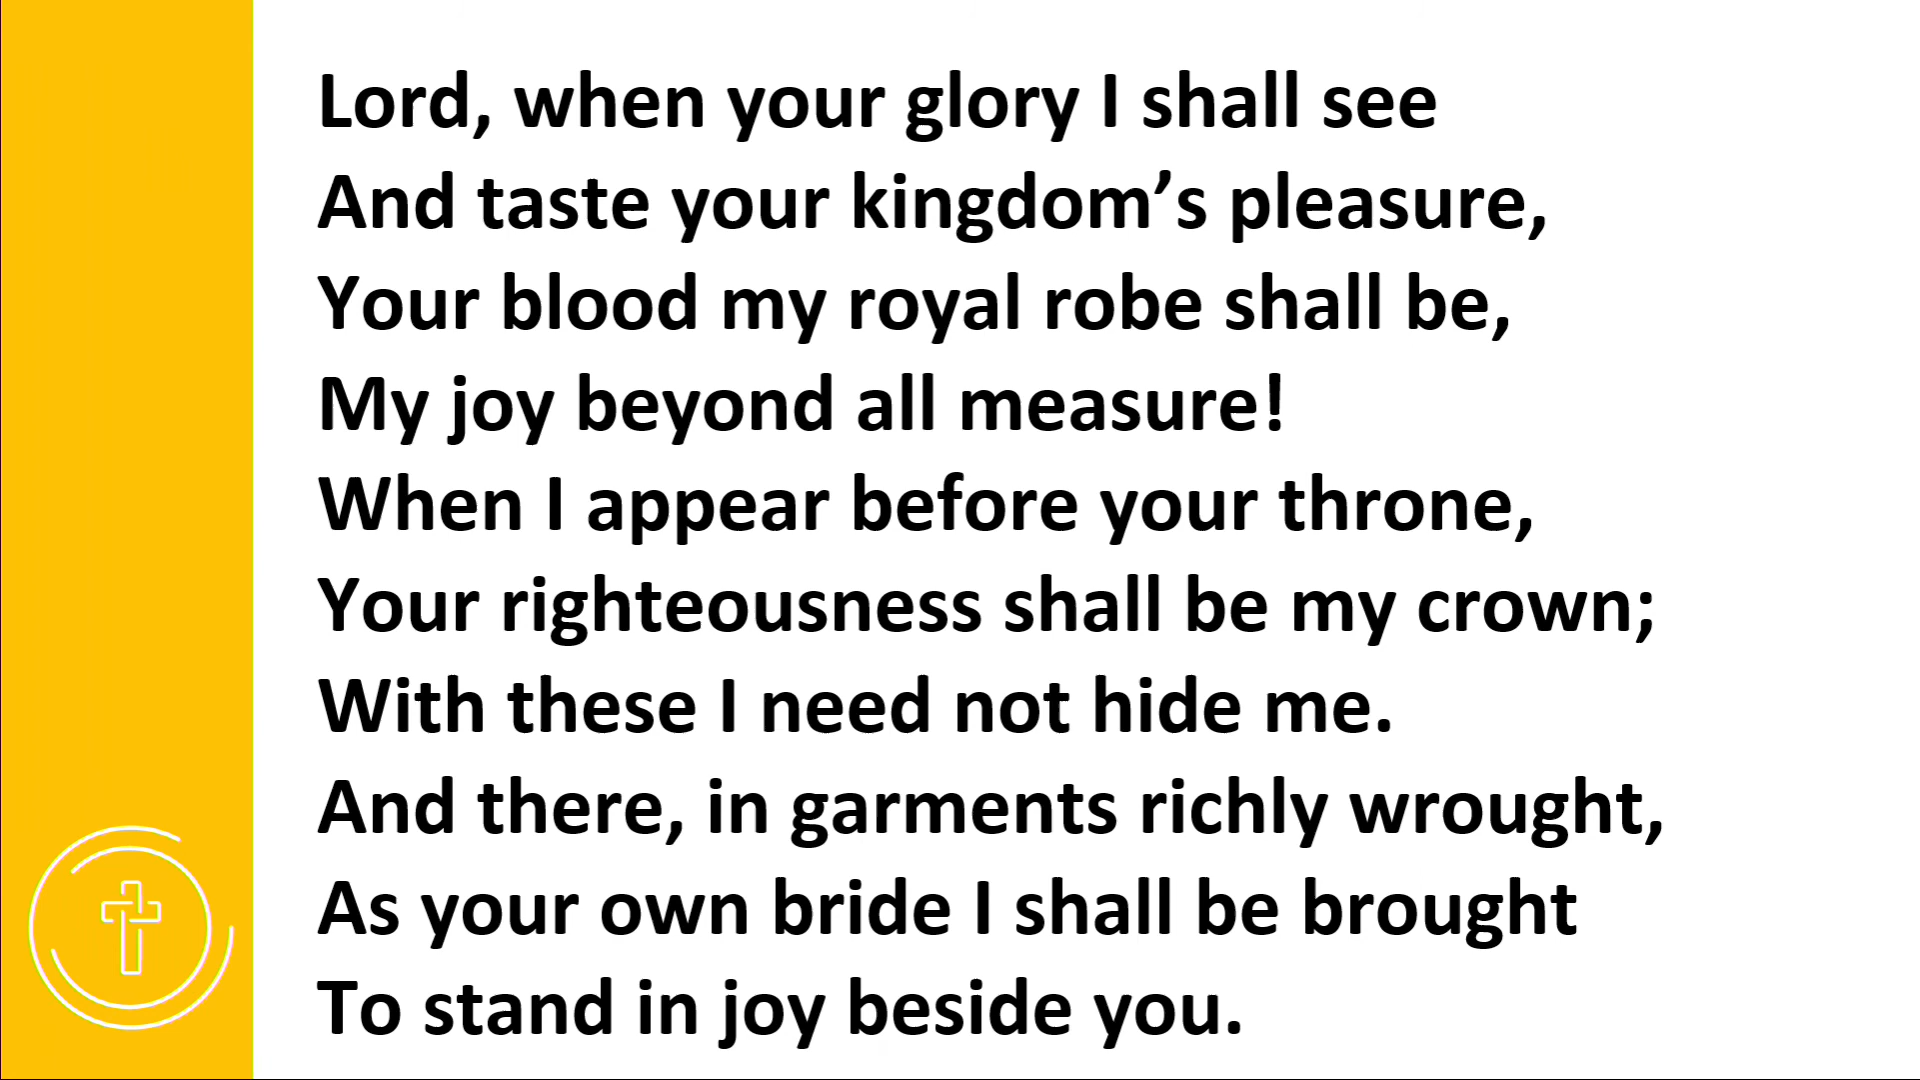 Lord, when your glory I shall see
And taste your kingdom’s pleasure,
Your blood my royal robe shall be,
My joy beyond all measure!
When I appear before your throne,
Your righteousness shall be my crown;
With these I need not hide me.
And there, in garments richly wrought,
As your own bride I shall be brought
To stand in joy beside you.